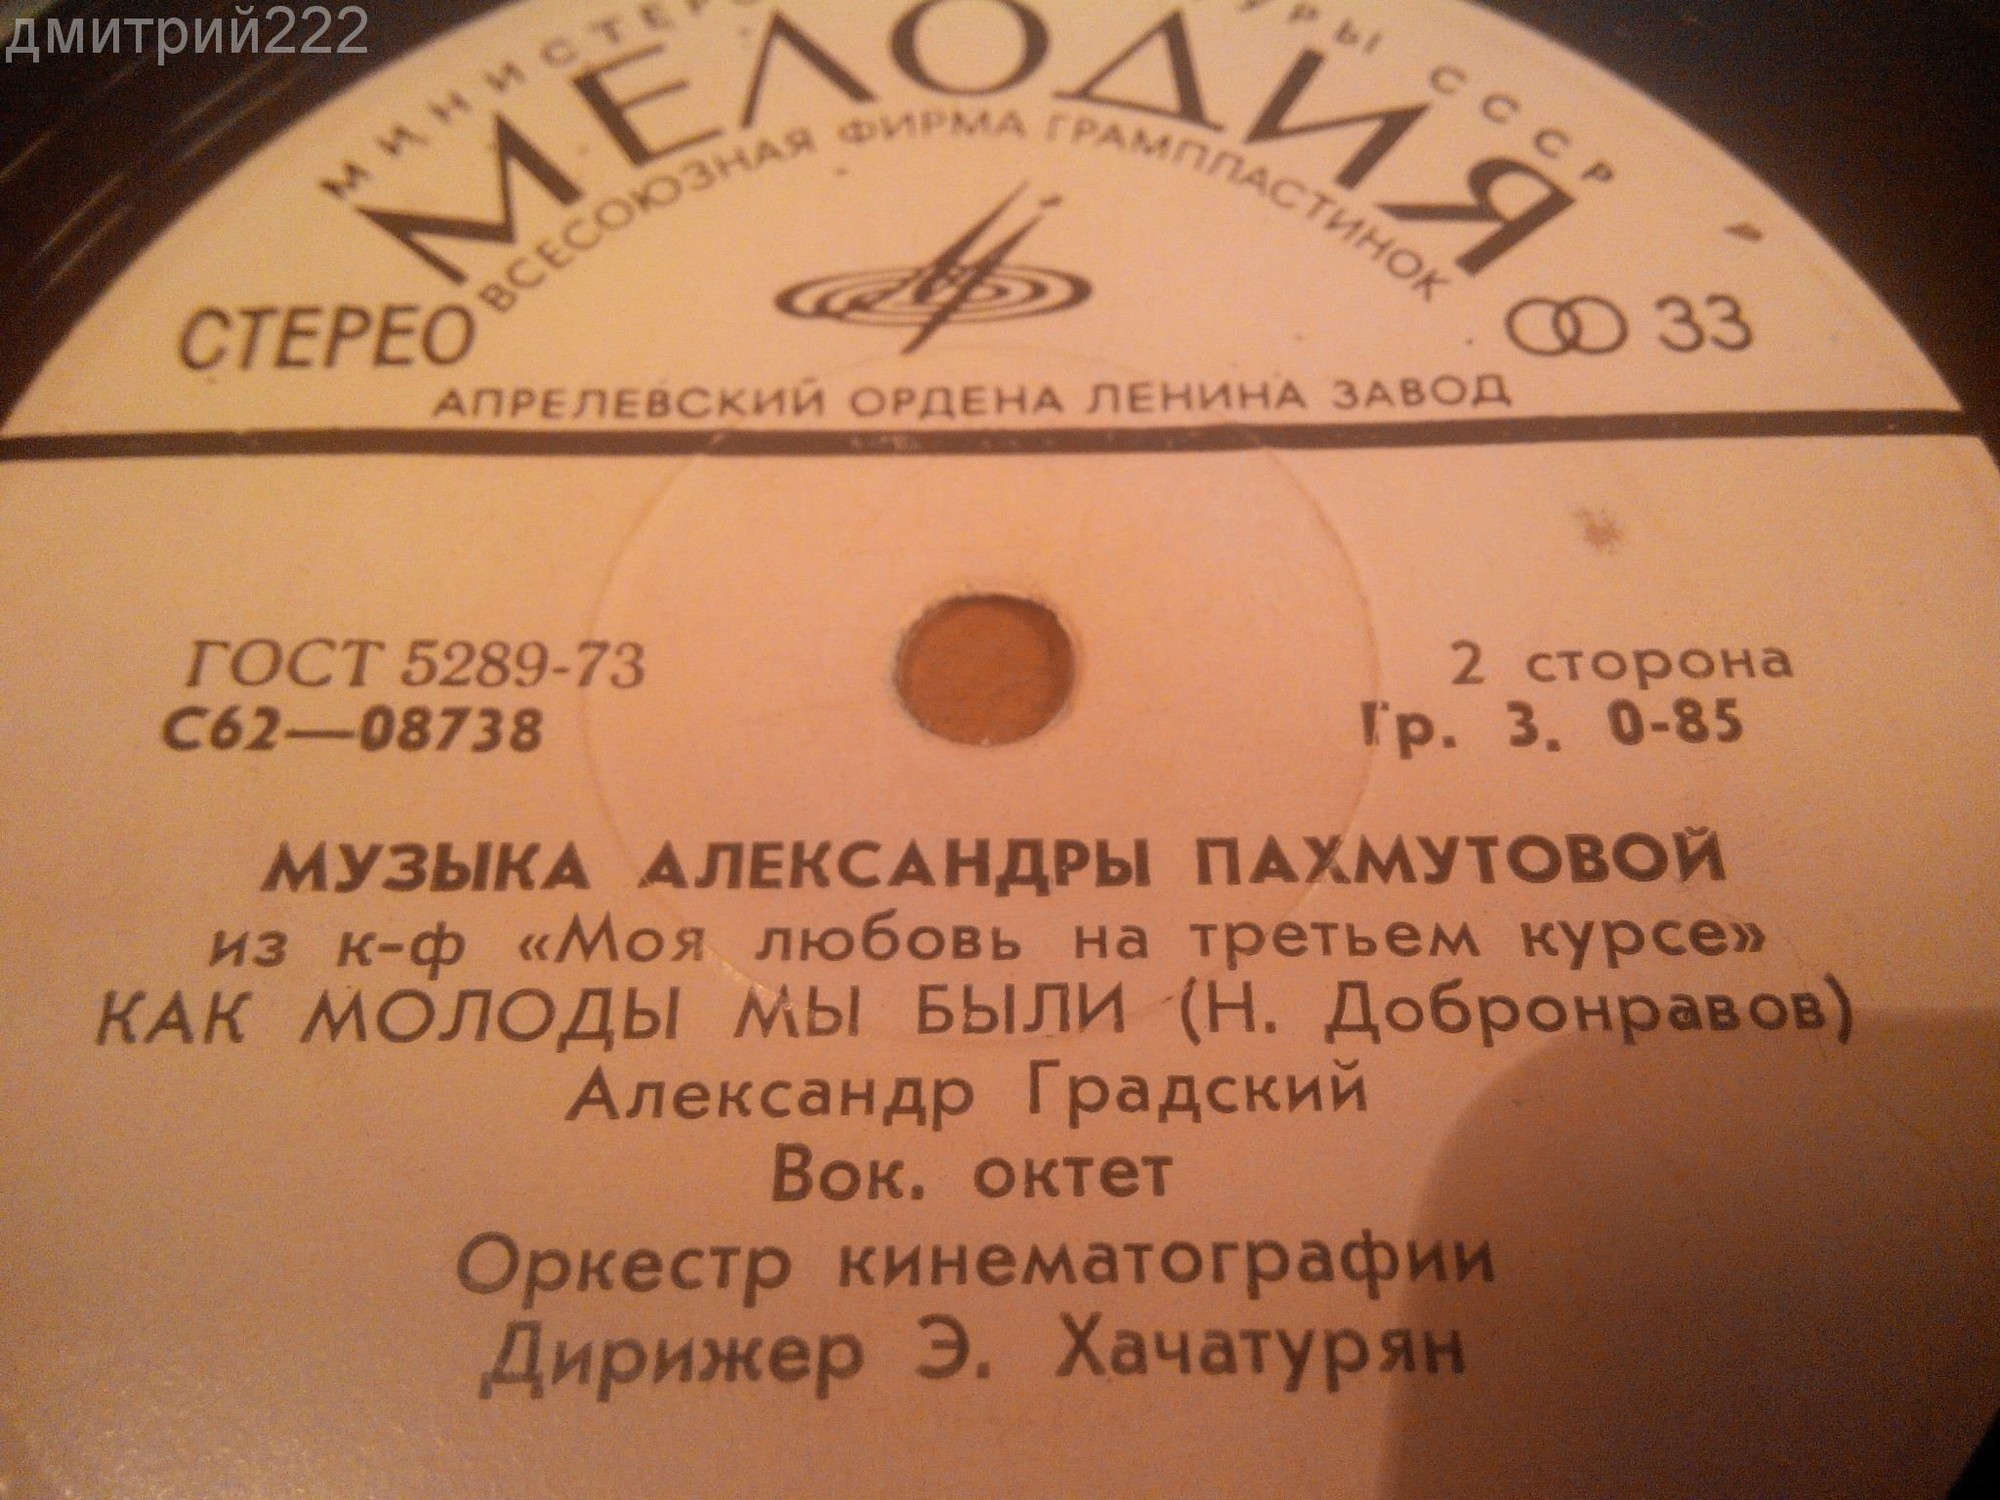 дмитрий222
СССР
МЕЛОДИЯ
ВСЕСОЮЗНАЯ ФИРМА ГРАМПЛАСТИНОК
СТЕРЕО
33
АПРЕЛЕВСКИЙ ОРДЕНА ЛЕНИНА ЗАВОД
ГОСТ 5289-73
2 сторона
С62—08738
Гр. 3. 0-85
МУЗЫКА АЛЕКСАНДРЫ ПАХМУТОВОЙ
из к-ф «Моя любовь на третьем курсе»
КАК МОЛОДЫ МЫ БЫЛИ (Н. Добронравов)
Александр Градский
Вок. октет
Оркестр кинематографии
Дирижер Э. Хачатурян